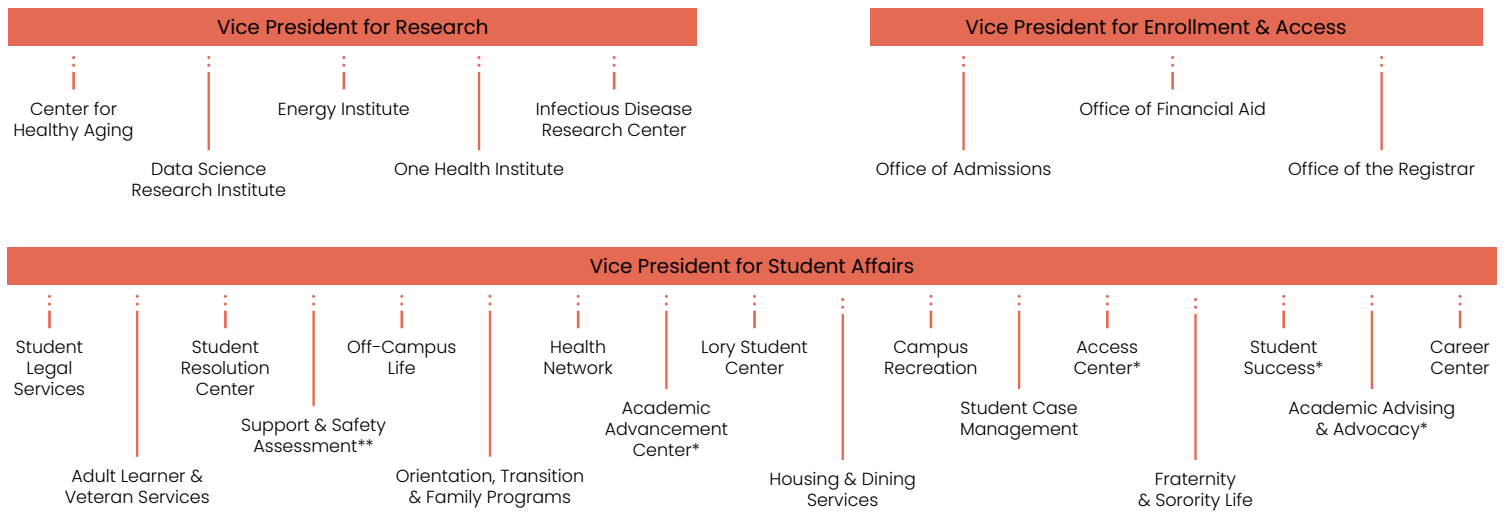 Vice President for Research
Center for
Healthy Aging
Data Science
Research Institute
Energy Institute
One Health Institute
Infectious Disease
Research Center
Vice President for Enrollment & Access
Office of Admissions
Office of Financial Aid
Office of the Registrar
Vice President for Student Affairs
Student
Legal
Services
Adult Learner &
Veteran Services
Student
Resolution
Center
Support & Safety
Assessment**
Off-Campus
Life
Orientation, Transition
& Family Programs
Health
Network
Academic
Advancement
Center*
Lory Student
Center
Housing & Dining
Services
Campus
Recreation
Student Case
Management
Access
Center*
Fraternity
& Sorority Life
Student
Success*
Academic Advising
& Advocacy*
Career
Center